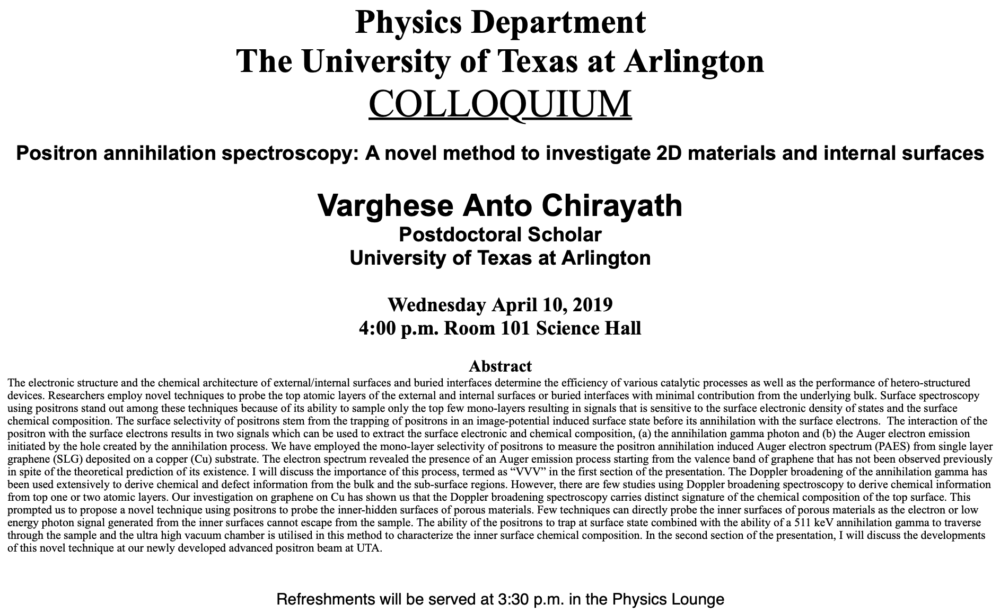 Physics Department
The University of Texas at Arlington
COLLOQUIUM
Positron annihilation spectroscopy: A novel method to investigate 2D materials and internal surfaces
Varghese Anto Chirayath
Postdoctoral Scholar
University of Texas at Arlington
Wednesday April 10, 2019
4:00 p.m. Room 101 Science Hall
Abstract
The electronic structure and the chemical architecture of external/internal surfaces and buried interfaces determine the efficiency of various catalytic processes as well as the performance of hetero-structured
devices. Researchers employ novel techniques to probe the top atomic layers of the external and internal surfaces or buried interfaces with minimal contribution from the underlying bulk. Surface spectroscopy
using positrons stand out among these techniques because of its ability to sample only the top few mono-layers resulting in signals that is sensitive to the surface electronic density of states and the surface
chemical composition. The surface selectivity of positrons stem from the trapping of positrons in an image-potential induced surface state before its annihilation with the surface electrons.  The interaction of the
positron with the surface electrons results in two signals which can be used to extract the surface electronic and chemical composition, (a) the annihilation gamma photon and (b) the Auger electron emission
initiated by the hole created by the annihilation process. We have employed the mono-layer selectivity of positrons to measure the positron annihilation induced Auger electron spectrum (PAES) from single layer
graphene (SLG) deposited on a copper (Cu) substrate. The electron spectrum revealed the presence of an Auger emission process starting from the valence band of graphene that has not been observed previously
in spite of the theoretical prediction of its existence. I will discuss the importance of this process, termed as “VVV” in the first section of the presentation. The Doppler broadening of the annihilation gamma has
been used extensively to derive chemical and defect information from the bulk and the sub-surface regions. However, there are few studies using Doppler broadening spectroscopy to derive chemical information
from top one or two atomic layers. Our investigation on graphene on Cu has shown us that the Doppler broadening spectroscopy carries distinct signature of the chemical composition of the top surface. This
prompted us to propose a novel technique using positrons to probe the inner-hidden surfaces of porous materials. Few techniques can directly probe the inner surfaces of porous materials as the electron or low
energy photon signal generated from the inner surfaces cannot escape from the sample. The ability of the positrons to trap at surface state combined with the ability of a 511 keV annihilation gamma to traverse
through the sample and the ultra high vacuum chamber is utilised in this method to characterize the inner surface chemical composition. In the second section of the presentation, I will discuss the developments
of this novel technique at our newly developed advanced positron beam at UTA.
Refreshments will be served at 3:30 p.m. in the Physics Lounge